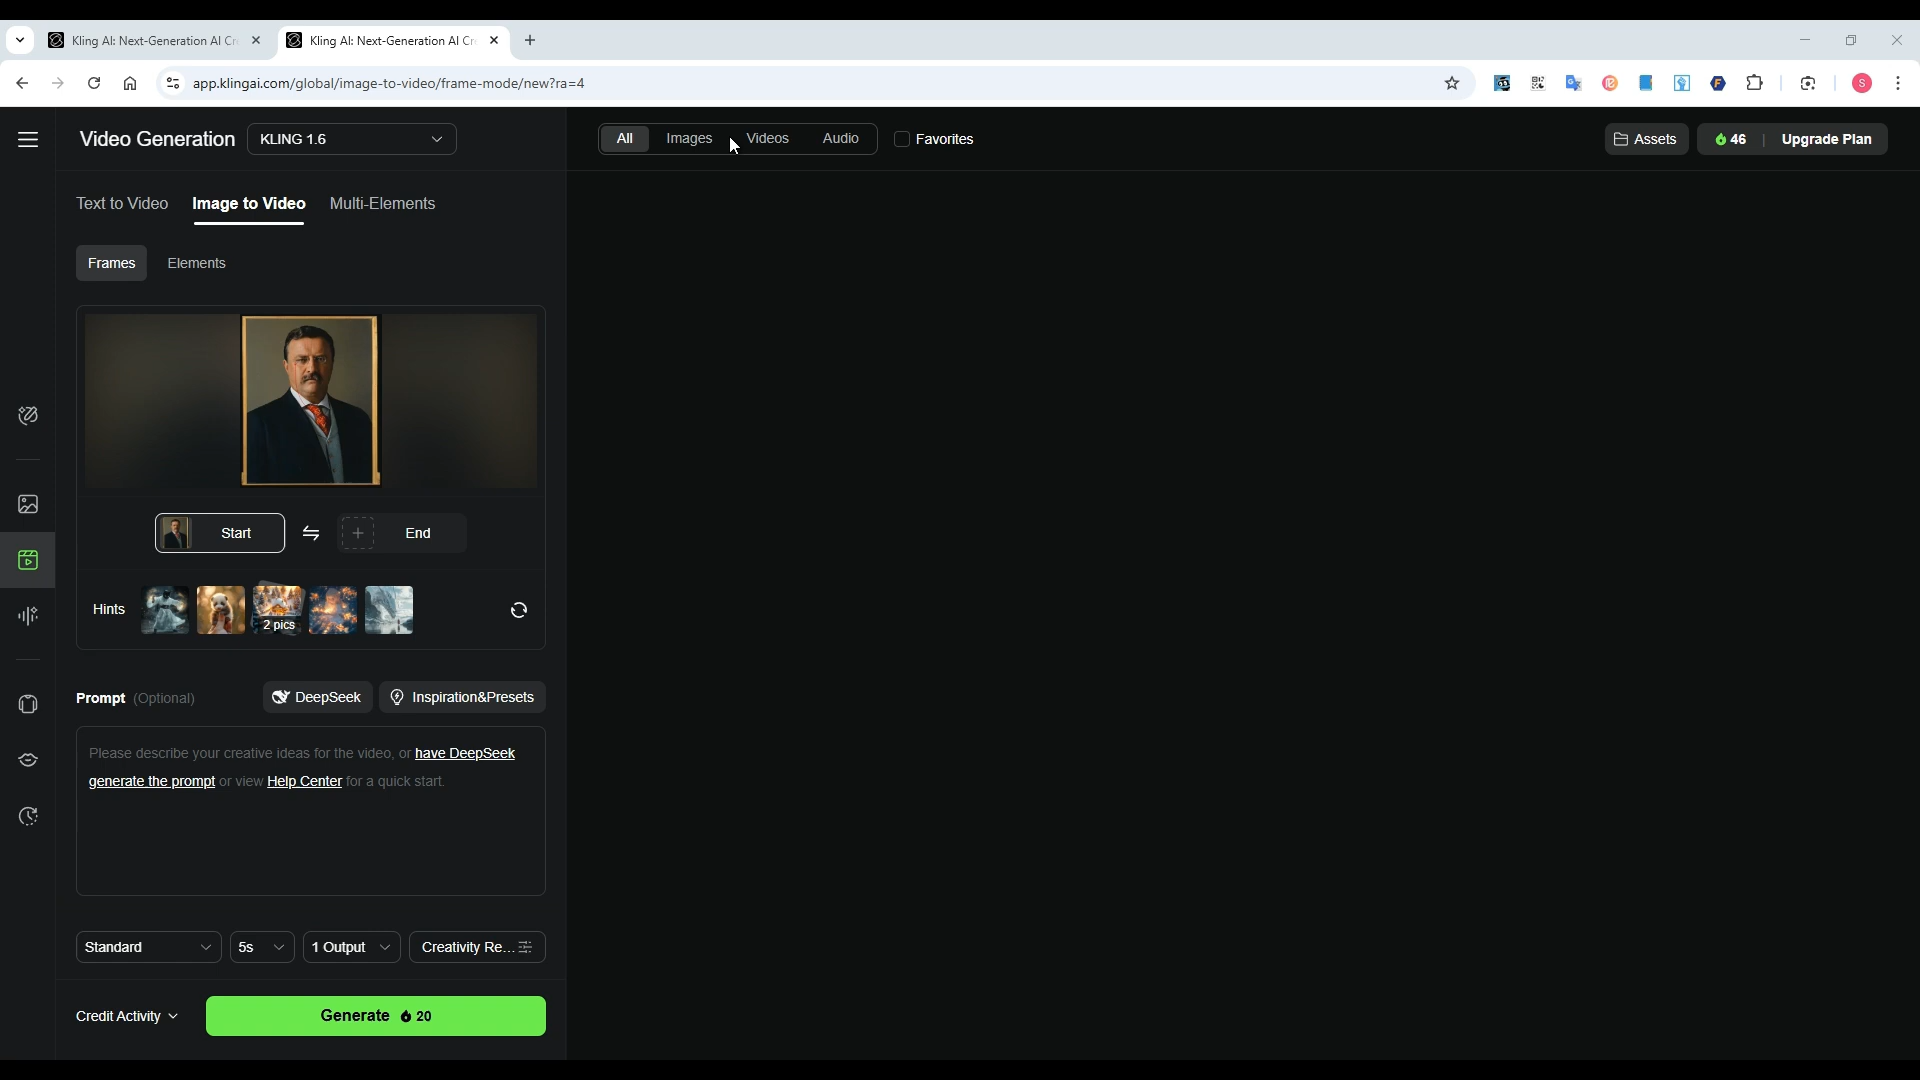 Kling AI: Next-Generation AI Cr
Kling AI: Next-Generation AI Cr
app.klingai.com/global/image-to-video/frame-mode/new?ra=4
S
Video Generation
KLING 1.6
All
Images
Videos
Audio
Favorites
Assets
46
Upgrade Plan
Text to Video
Image to Video
Multi-Elements
Frames
Elements
Start
End
Hints
2 pics
Prompt (Optional)
DeepSeek
Inspiration&Presets
Please describe your creative ideas for the video, or have DeepSeek
generate the prompt or view Help Center for a quick start.
Standard
5s
1 Output
Creativity Re...
Credit Activity
Generate 20